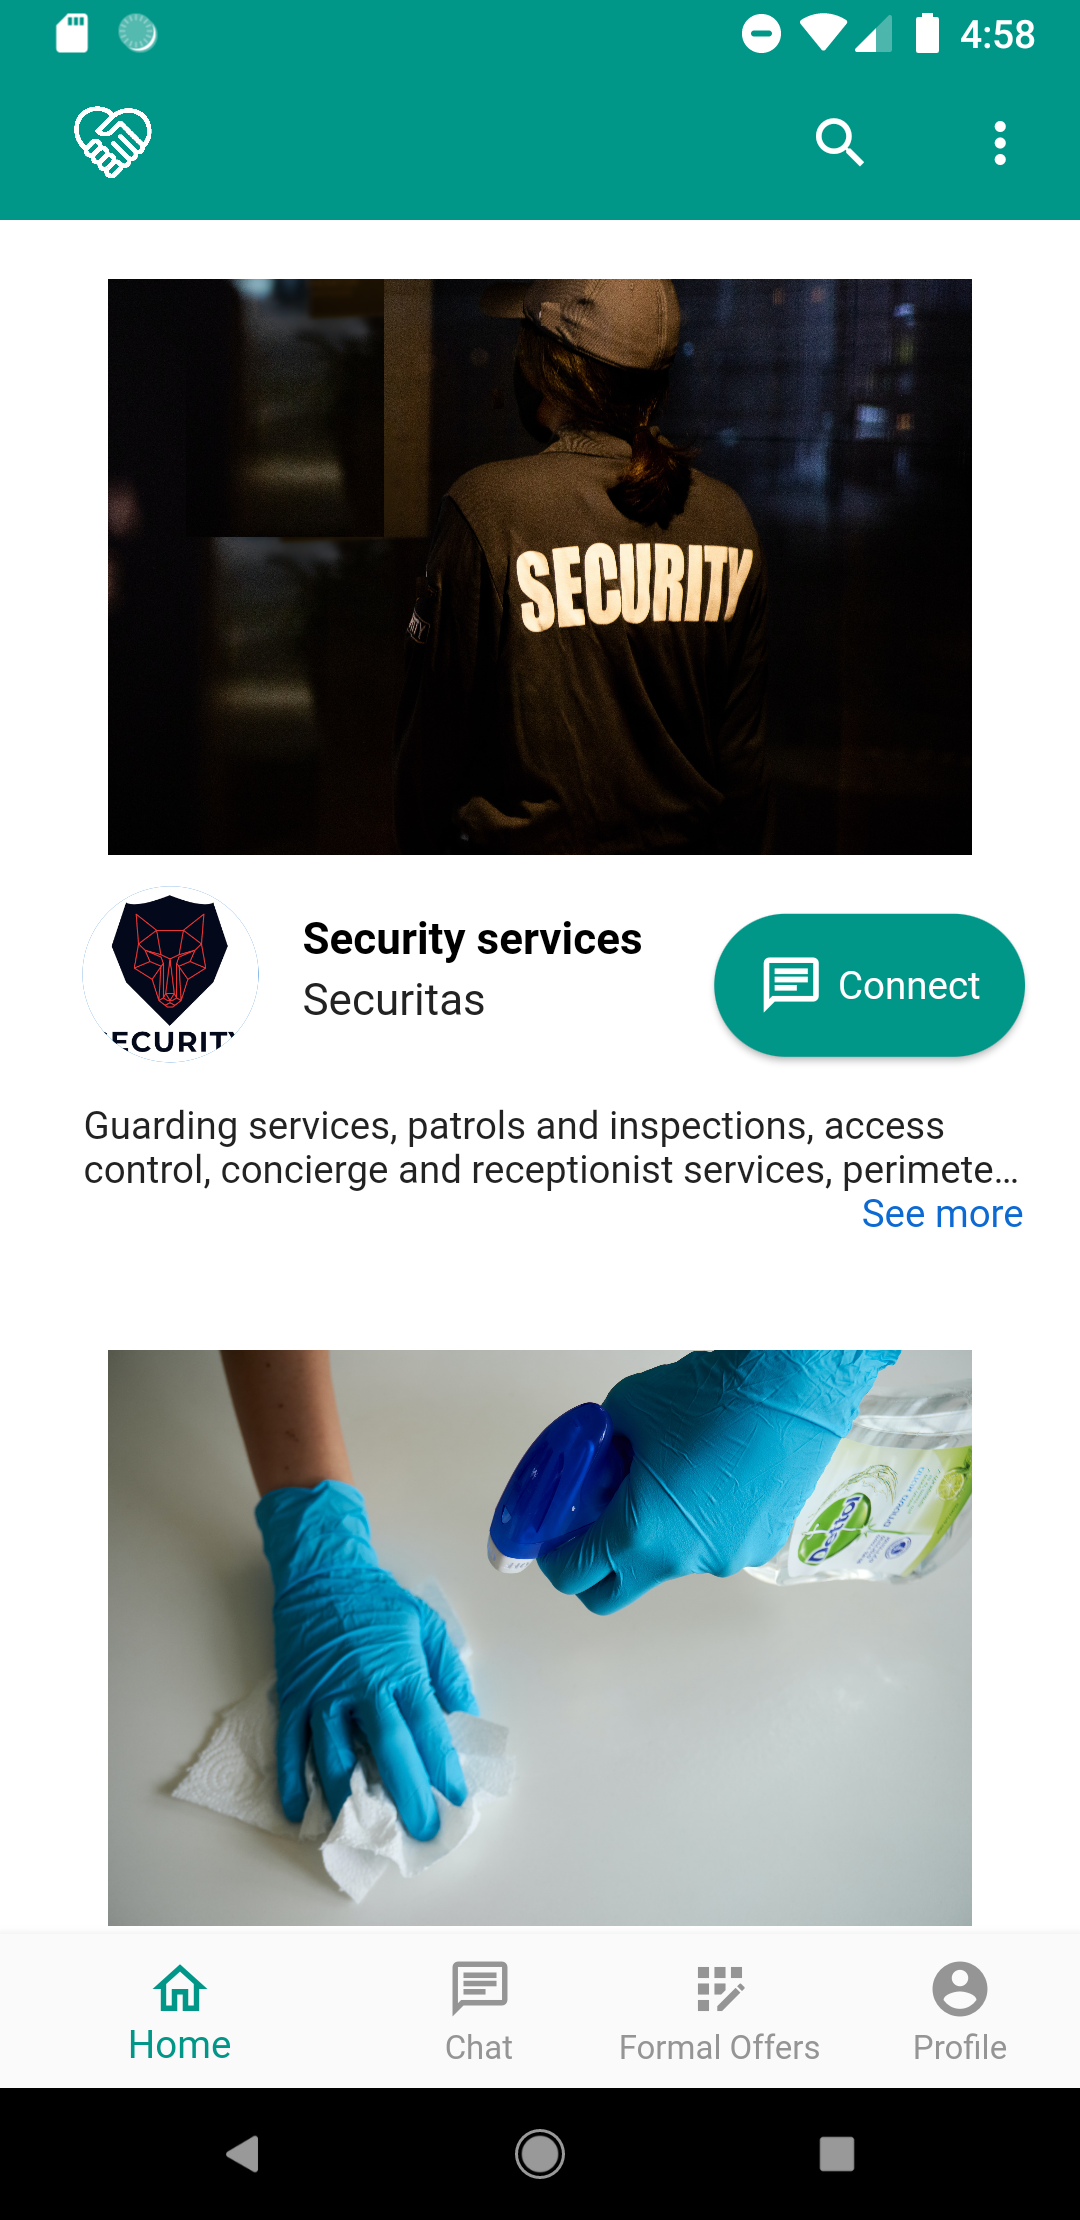 4:58
SECURITY
Security services
Securitas
Connect
ECURITY
Guarding services, patrols and inspections, access
control, concierge and receptionist services, perimete...
See more
Dettol
Home
Chat
Formal Offers
Profile